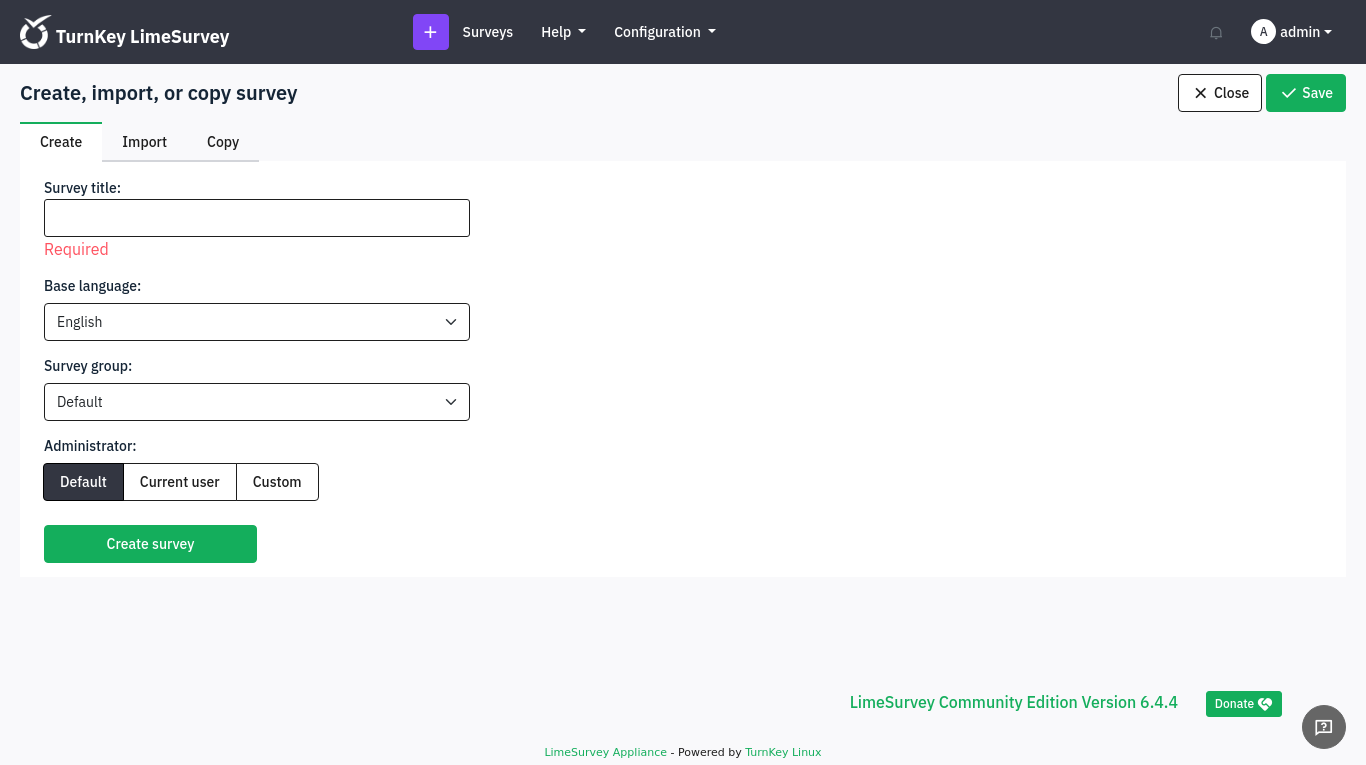 TurnKey LimeSurvey
+ Surveys Help Configuration
A admin
Create, import, or copy survey
Close Save
Create Import Copy
Survey title:
Required
Base language:
English
Survey group:
Default
Administrator:
Default Current user Custom
Create survey
LimeSurvey Community Edition Version 6.4.4
Donate
?
LimeSurvey Appliance - Powered by TurnKey Linux